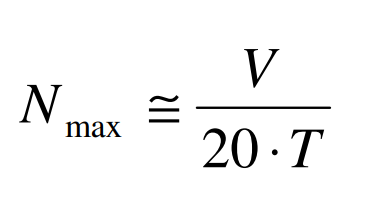 N_max ≅ V / (20 · T)